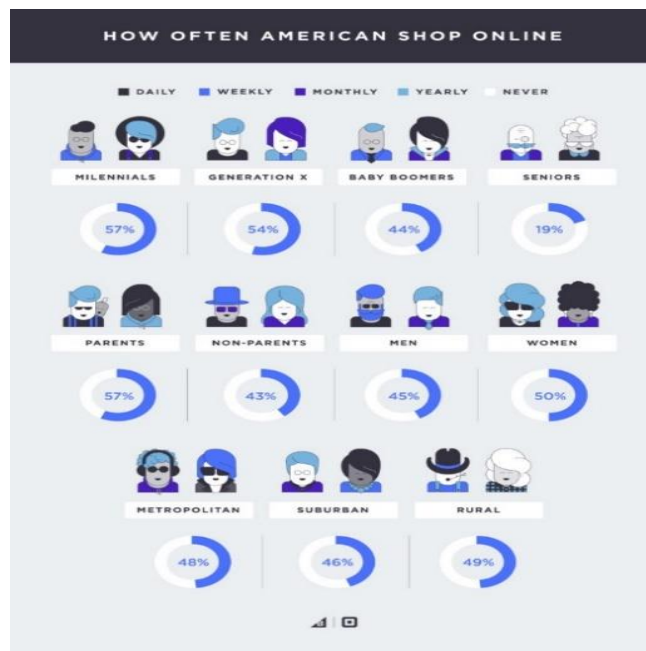 HOW OFTEN AMERICAN SHOP ONLINE
DAILY WEEKLY MONTHLY YEARLY NEVER
MILENNIALS GENERATION X BABY BOOMERS SENIORS
57% 54% 44% 19%
PARENTS NON-PARENTS MEN WOMEN
57% 43% 45% 50%
METROPOLITAN SUBURBAN RURAL
48% 46% 49%